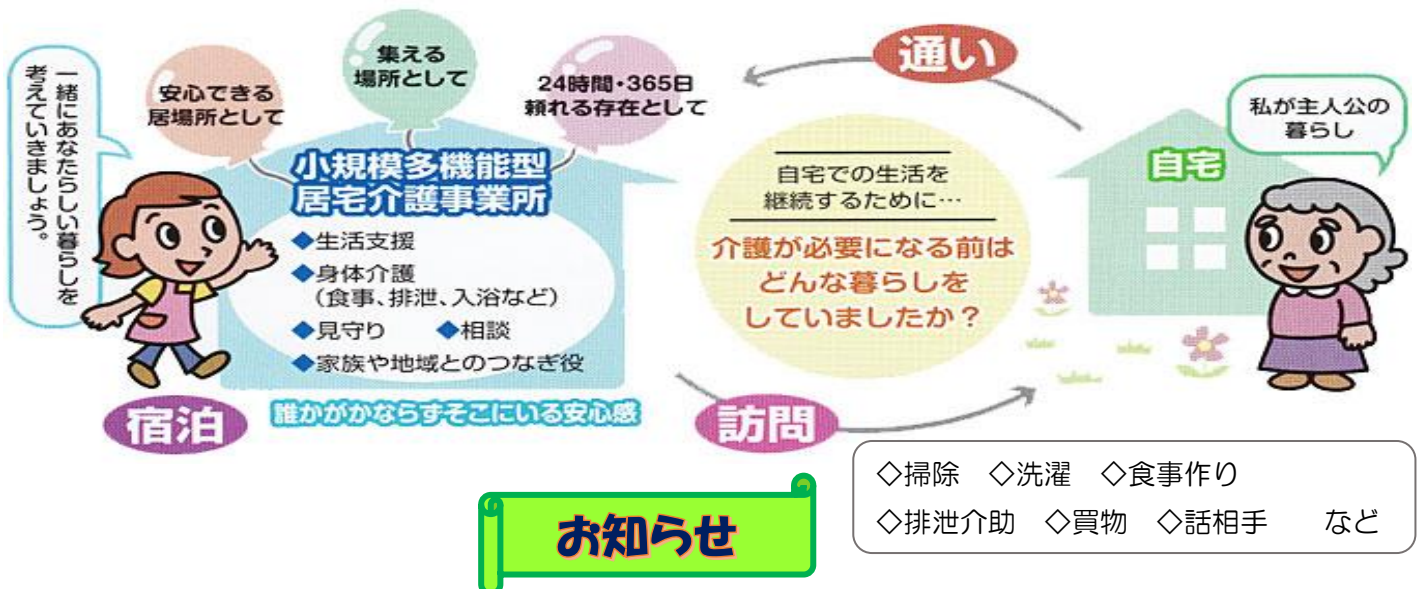 一緒にあなたらしい暮らしを
考えていきましょう。
安心できる
居場所として
集える
場所として
24時間・365日
頼れる存在として
小規模多機能型
居宅介護事業所
◆生活支援
◆身体介護
（食事、排泄、入浴など）
◆見守り ◆相談
◆家族や地域とのつなぎ役
宿泊
誰かがかならずそこにいる安心感
通い
自宅での生活を
継続するために…
介護が必要になる前は
どんな暮らしを
していましたか？
訪問
自宅
私が主人公の
暮らし
◇掃除 ◇洗濯 ◇食事作り
◇排泄介助 ◇買物 ◇話相手 など
お知らせ